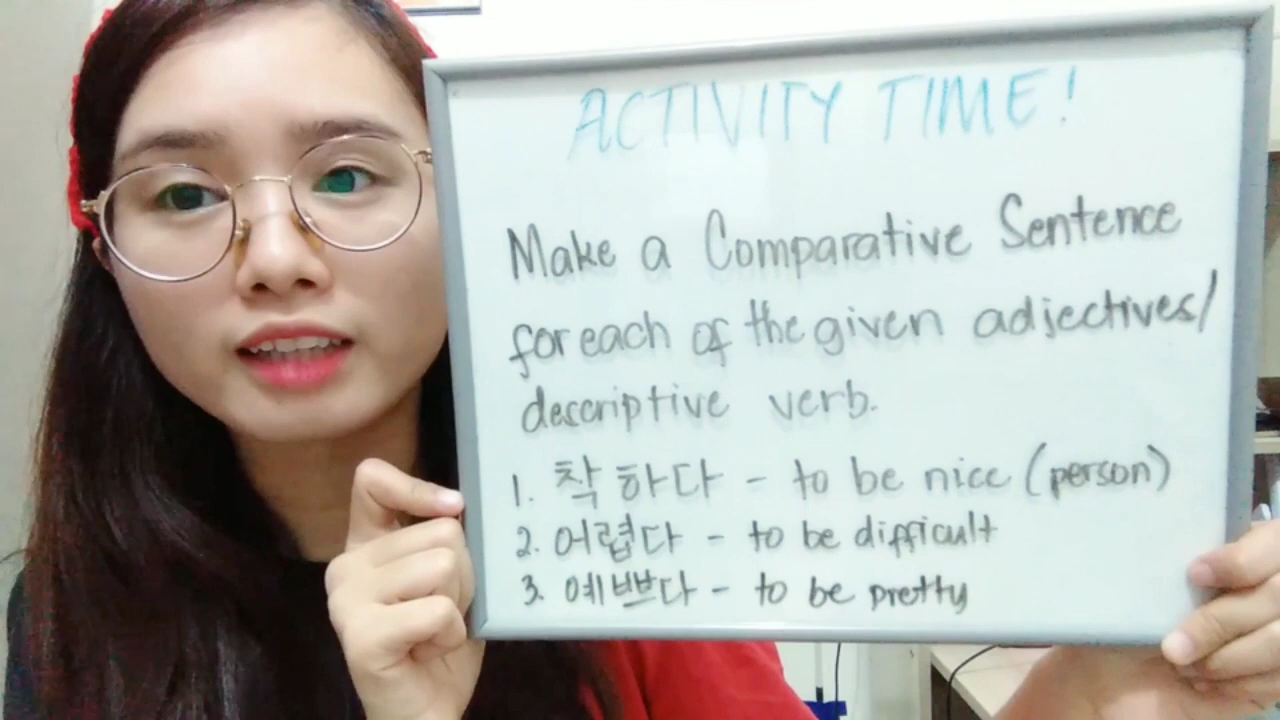 ACTIVITY TIME!
Make a Comparative Sentence
for each of the given adjectives/
descriptive verb.
1. 착하다 - to be nice (person)
2. 어렵다 - to be difficult
3. 예쁘다 - to be pretty